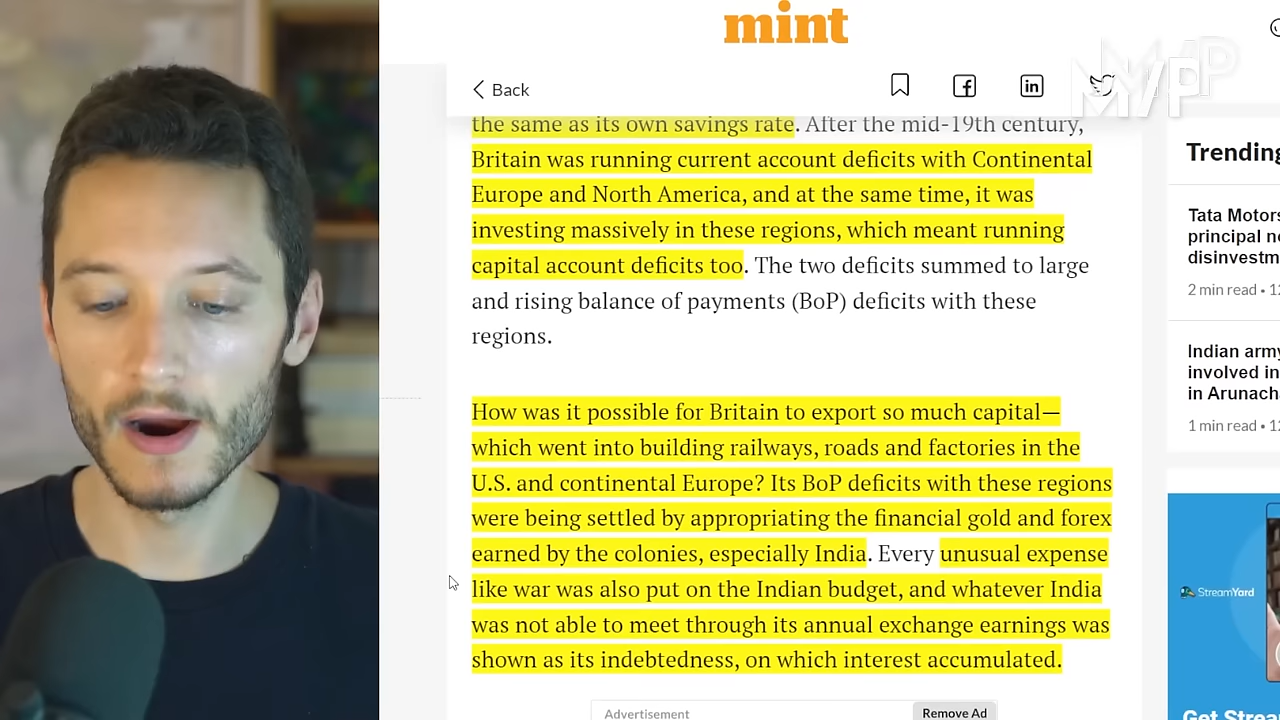 mint
MVP
Back
the same as its own savings rate. After the mid-19th century,
Britain was running current account deficits with Continental
Europe and North America, and at the same time, it was
investing massively in these regions, which meant running
capital account deficits too. The two deficits summed to large
and rising balance of payments (BoP) deficits with these
regions.
How was it possible for Britain to export so much capital—
which went into building railways, roads and factories in the
U.S. and continental Europe? Its BoP deficits with these regions
were being settled by appropriating the financial gold and forex
earned by the colonies, especially India. Every unusual expense
like war was also put on the Indian budget, and whatever India
was not able to meet through its annual exchange earnings was
shown as its indebtedness, on which interest accumulated.
Advertisement
Remove Ad
Trending
Tata Motors
principal
disinvestm
2 min read • 12
Indian army
involved in
in Arunach
1 min read • 12
StreamYard
Get Strea